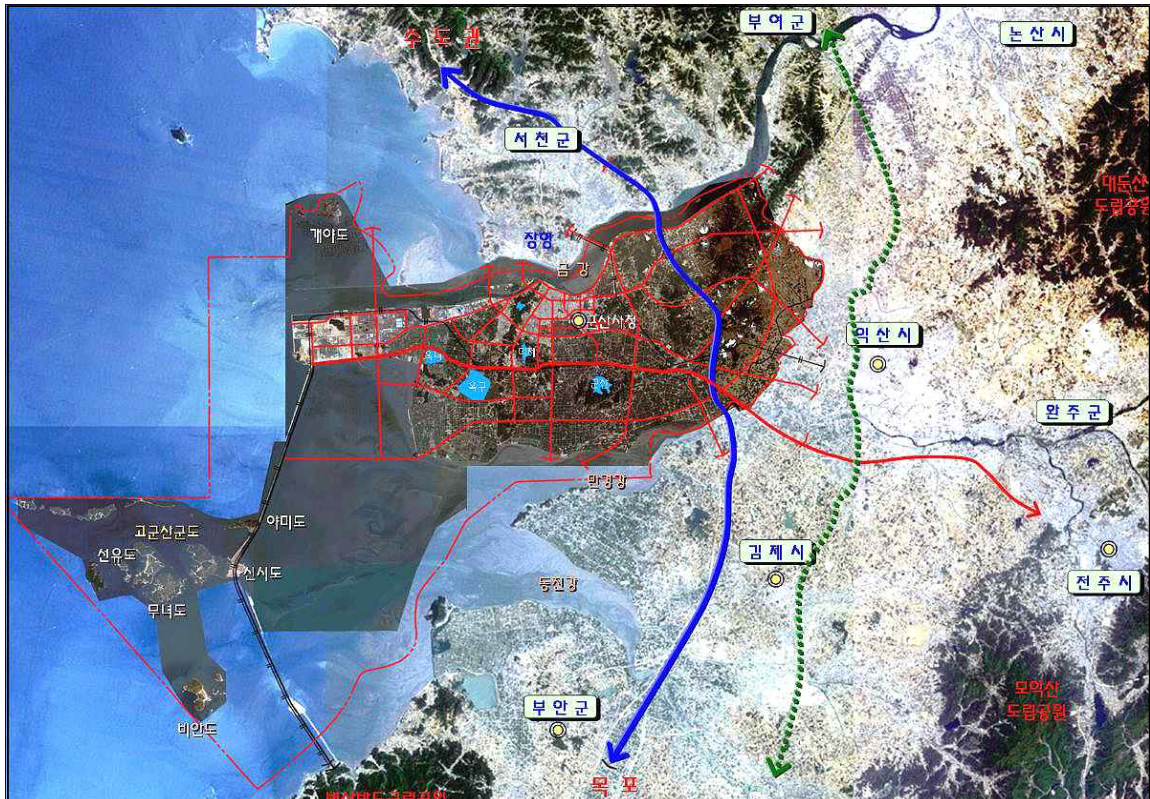 부여군
논산시
수도권
서천군
대둔산
도립공원
개야도
장항
금강
군산시청
익산시
옥구
완주군
만경강
야미도
고군산군도
선유도
신시도
김제시
전주시
동진강
무녀도
모악산
도립공원
부안군
비안도
목포